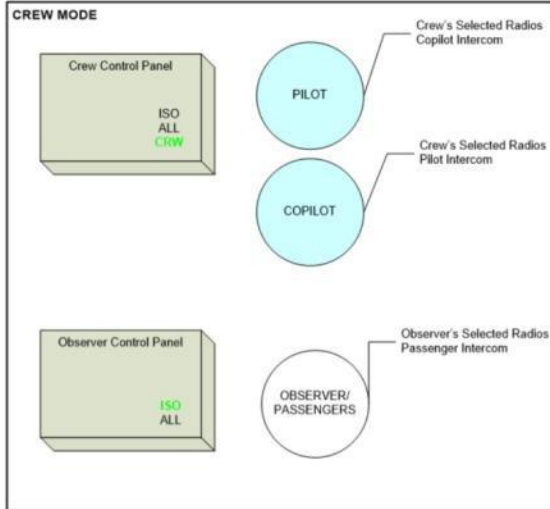 CREW MODE
Crew Control Panel
ISO
ALL
CRW
PILOT
Crew's Selected Radios
Copilot Intercom
COPILOT
Crew's Selected Radios
Pilot Intercom
Observer Control Panel
ISO
ALL
OBSERVER/
PASSENGERS
Observer's Selected Radios
Passenger Intercom